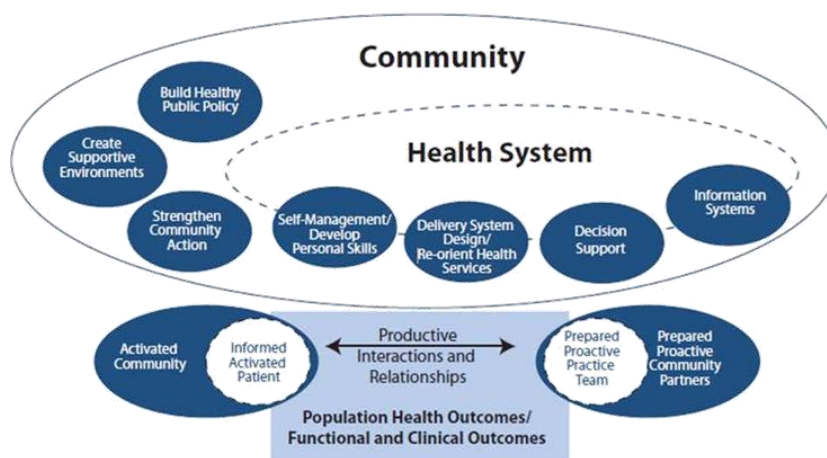 Community
Build Healthy
Public Policy
Create
Supportive
Environments
Health System
Strengthen
Community
Action
Self-Management/
Develop
Personal Skills
Delivery System
Design/
Re-orient Health
Services
Decision
Support
Information
Systems
Activated
Community
Informed
Activated
Patient
Productive
Interactions and
Relationships
Prepared
Proactive
Practice
Team
Prepared
Proactive
Community
Partners
Population Health Outcomes/
Functional and Clinical Outcomes